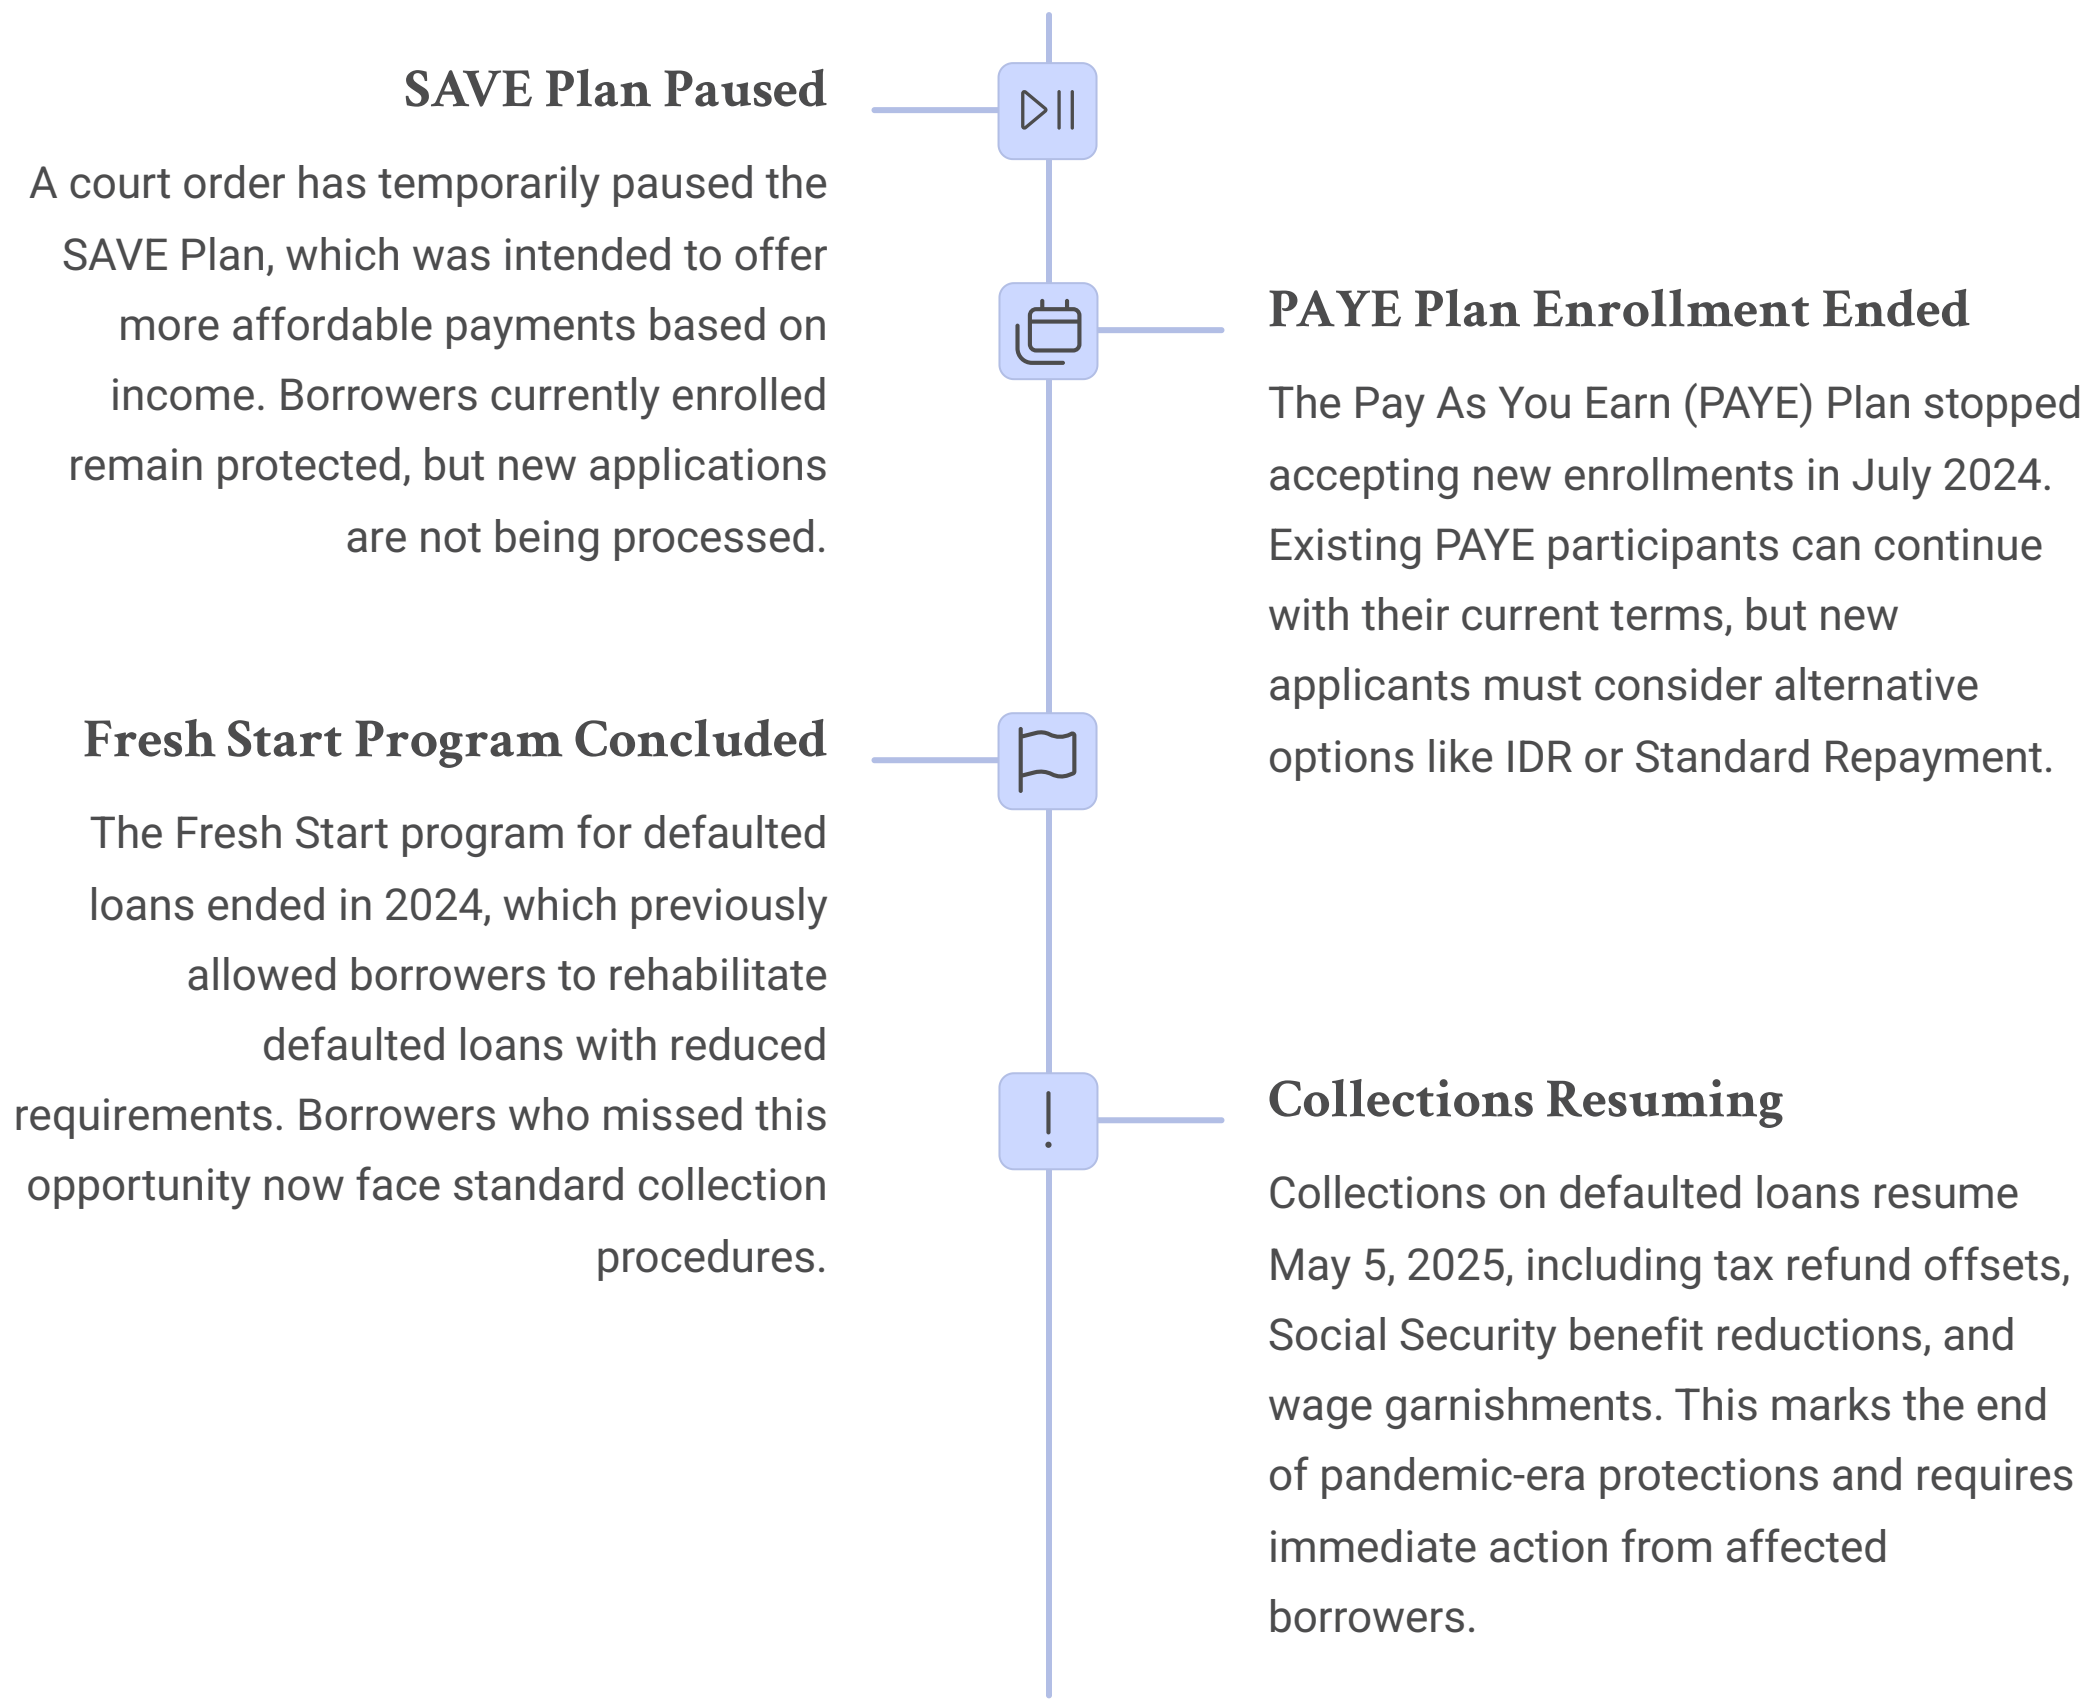 SAVE Plan Paused
A court order has temporarily paused the
SAVE Plan, which was intended to offer
more affordable payments based on
income. Borrowers currently enrolled
remain protected, but new applications
are not being processed.
PAYE Plan Enrollment Ended
The Pay As You Earn (PAYE) Plan stopped
accepting new enrollments in July 2024.
Existing PAYE participants can continue
with their current terms, but new
applicants must consider alternative
options like IDR or Standard Repayment.
Fresh Start Program Concluded
The Fresh Start program for defaulted
loans ended in 2024, which previously
allowed borrowers to rehabilitate
defaulted loans with reduced
requirements. Borrowers who missed this
opportunity now face standard collection
procedures.
Collections Resuming
Collections on defaulted loans resume
May 5, 2025, including tax refund offsets,
Social Security benefit reductions, and
wage garnishments. This marks the end
of pandemic-era protections and requires
immediate action from affected
borrowers.